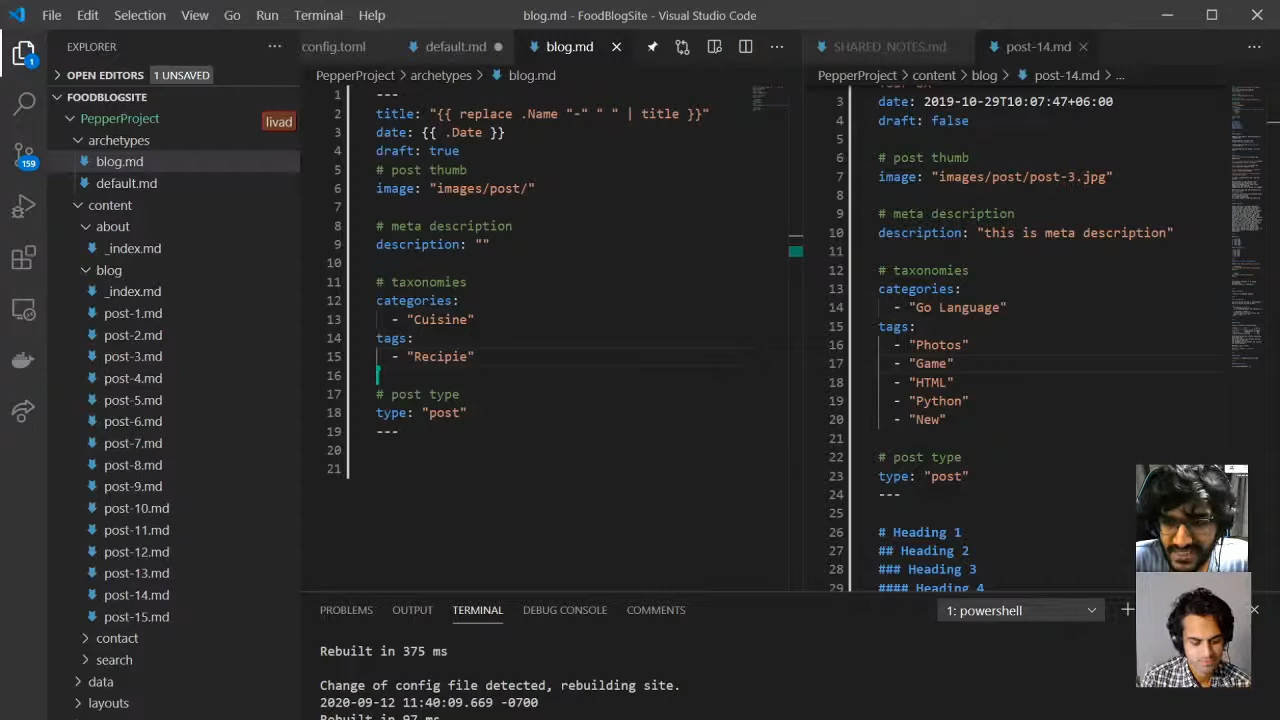 File Edit Selection View Go Run Terminal Help
blog.md - FoodBlogSite - Visual Studio Code
EXPLORER
OPEN EDITORS 1 UNSAVED
FOODBLOGSITE
PepperProject
livad
archetypes
blog.md
default.md
content
about
_index.md
blog
_index.md
post-1.md
post-2.md
post-3.md
post-4.md
post-5.md
post-6.md
post-7.md
post-8.md
post-9.md
post-10.md
post-11.md
post-12.md
post-13.md
post-14.md
post-15.md
contact
search
data
layouts
1
159
config.toml
default.md
blog.md
PepperProject > archetypes > blog.md
1 ---
2 title: "{{ replace .Name "-" " " | title }}"
3 date: {{ .Date }}
4 draft: true
5 # post thumb
6 image: "images/post/"
7
8 # meta description
9 description: ""
10
11 # taxonomies
12 categories:
13 - "Cuisine"
14 tags:
15 - "Recipie"
16
17 # post type
18 type: "post"
19 ---
20
21
SHARED_NOTES.md
post-14.md
PepperProject > content > blog > post-14.md > ...
3 date: 2019-10-29T10:07:47+06:00
4 draft: false
5
6 # post thumb
7 image: "images/post/post-3.jpg"
8
9 # meta description
10 description: "this is meta description"
11
12 # taxonomies
13 categories:
14 - "Go Language"
15 tags:
16 - "Photos"
17 - "Game"
18 - "HTML"
19 - "Python"
20 - "New"
21
22 # post type
23 type: "post"
24 ---
25
26 # Heading 1
27 ## Heading 2
28 ### Heading 3
29 #### Heading 4
PROBLEMS OUTPUT TERMINAL DEBUG CONSOLE COMMENTS
1: powershell
Rebuilt in 375 ms
Change of config file detected, rebuilding site.
2020-09-12 11:40:09.669 -0700
Rebuilt in 97 ms